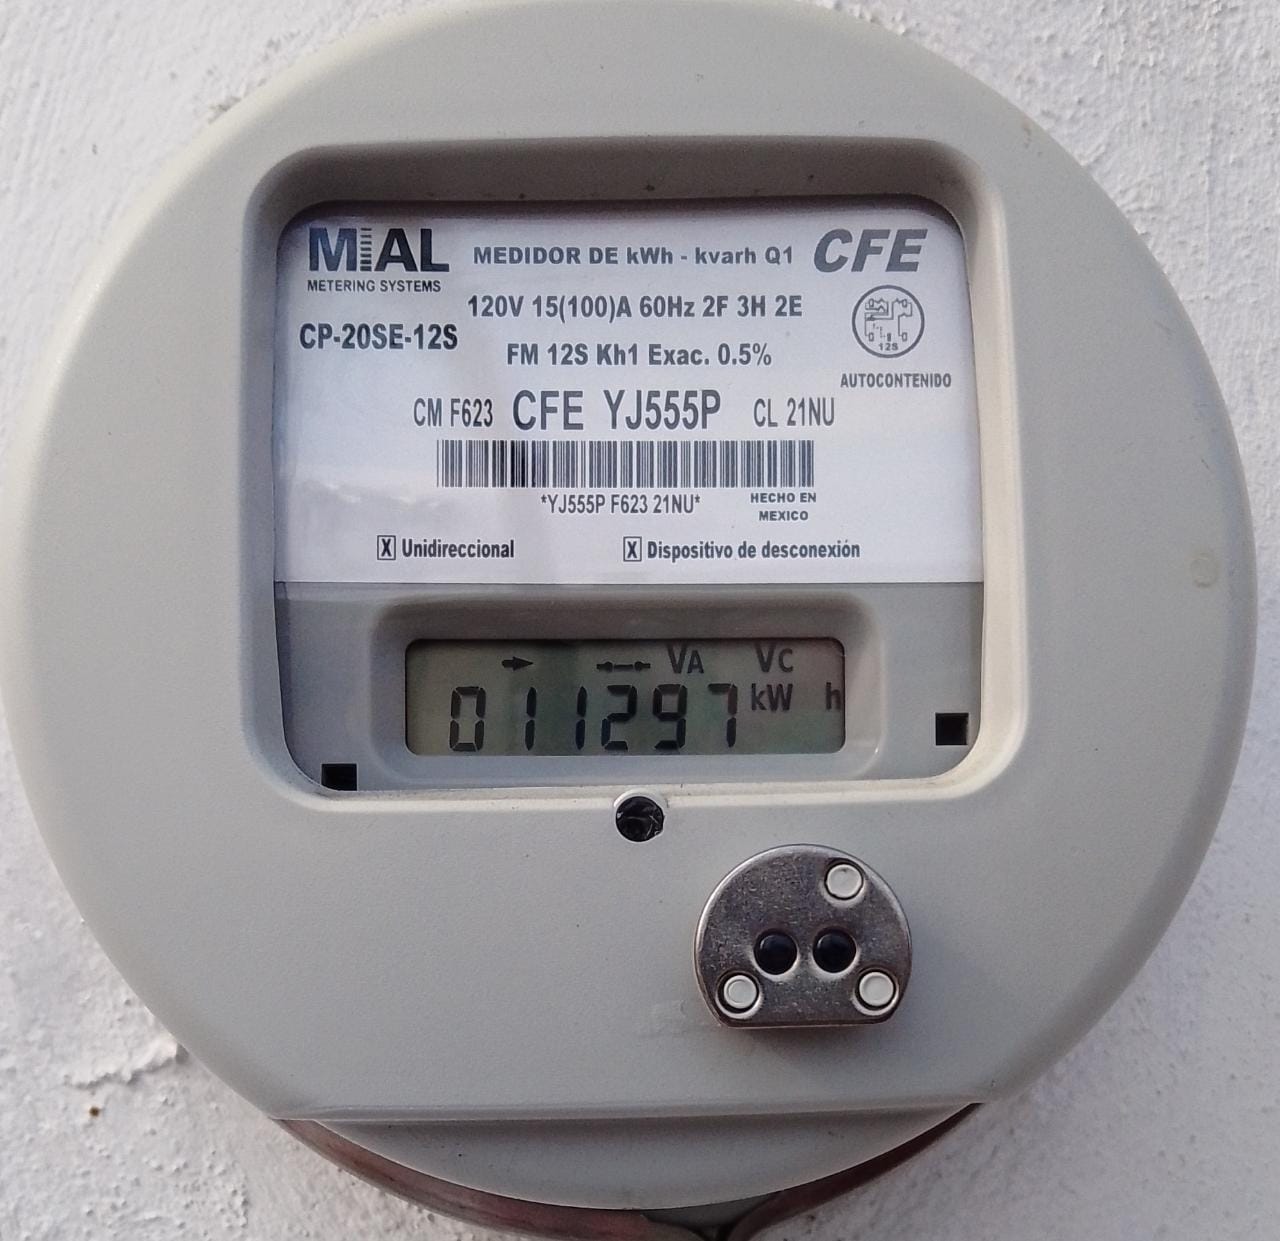 MIAL
METERING SYSTEMS
MEDIDOR DE kWh - kvarh Q1
CFE
120V 15(100)A 60Hz 2F 3H 2E
CP-20SE-12S
FM 12S Kh1 Exac. 0.5%
12S
AUTOCONTENIDO
CM F623 CFE YJ555P CL 21NU
*YJ555P F623 21NU*
HECHO EN
MEXICO
X Unidireccional
X Dispositivo de desconexión
VA VC
011297 kW h